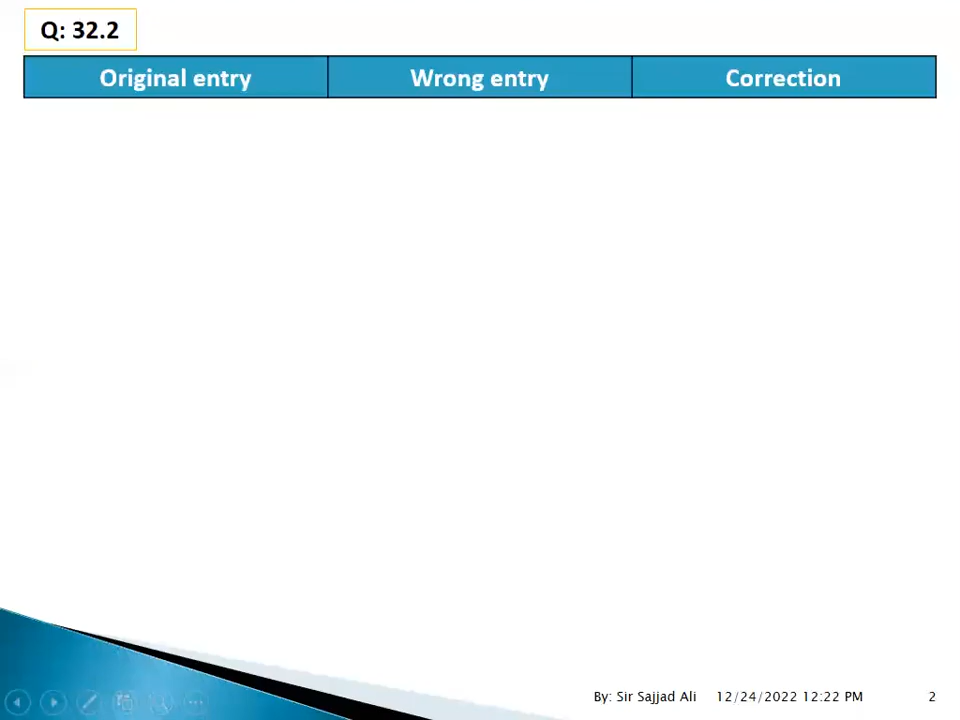 Q: 32.2
Original entry Wrong entry Correction
By: Sir Sajjad Ali 12/24/2022 12:22 PM 2